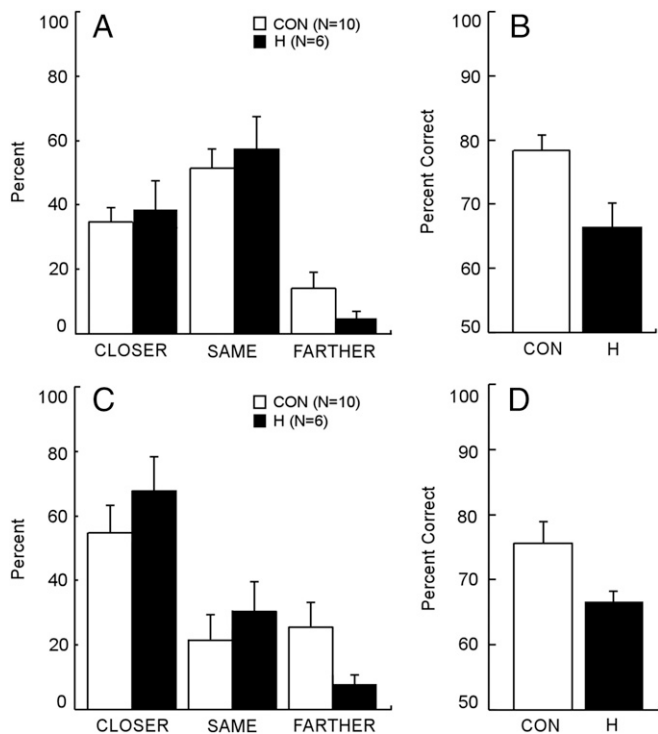 A
CON (N=10)
H (N=6)
Percent
100
80
60
40
20
0
CLOSER SAME FARTHER
B
Percent Correct
100
90
80
70
60
50
CON H
C
CON (N=10)
H (N=6)
Percent
100
80
60
40
20
0
CLOSER SAME FARTHER
D
Percent Correct
100
90
80
70
60
50
CON H